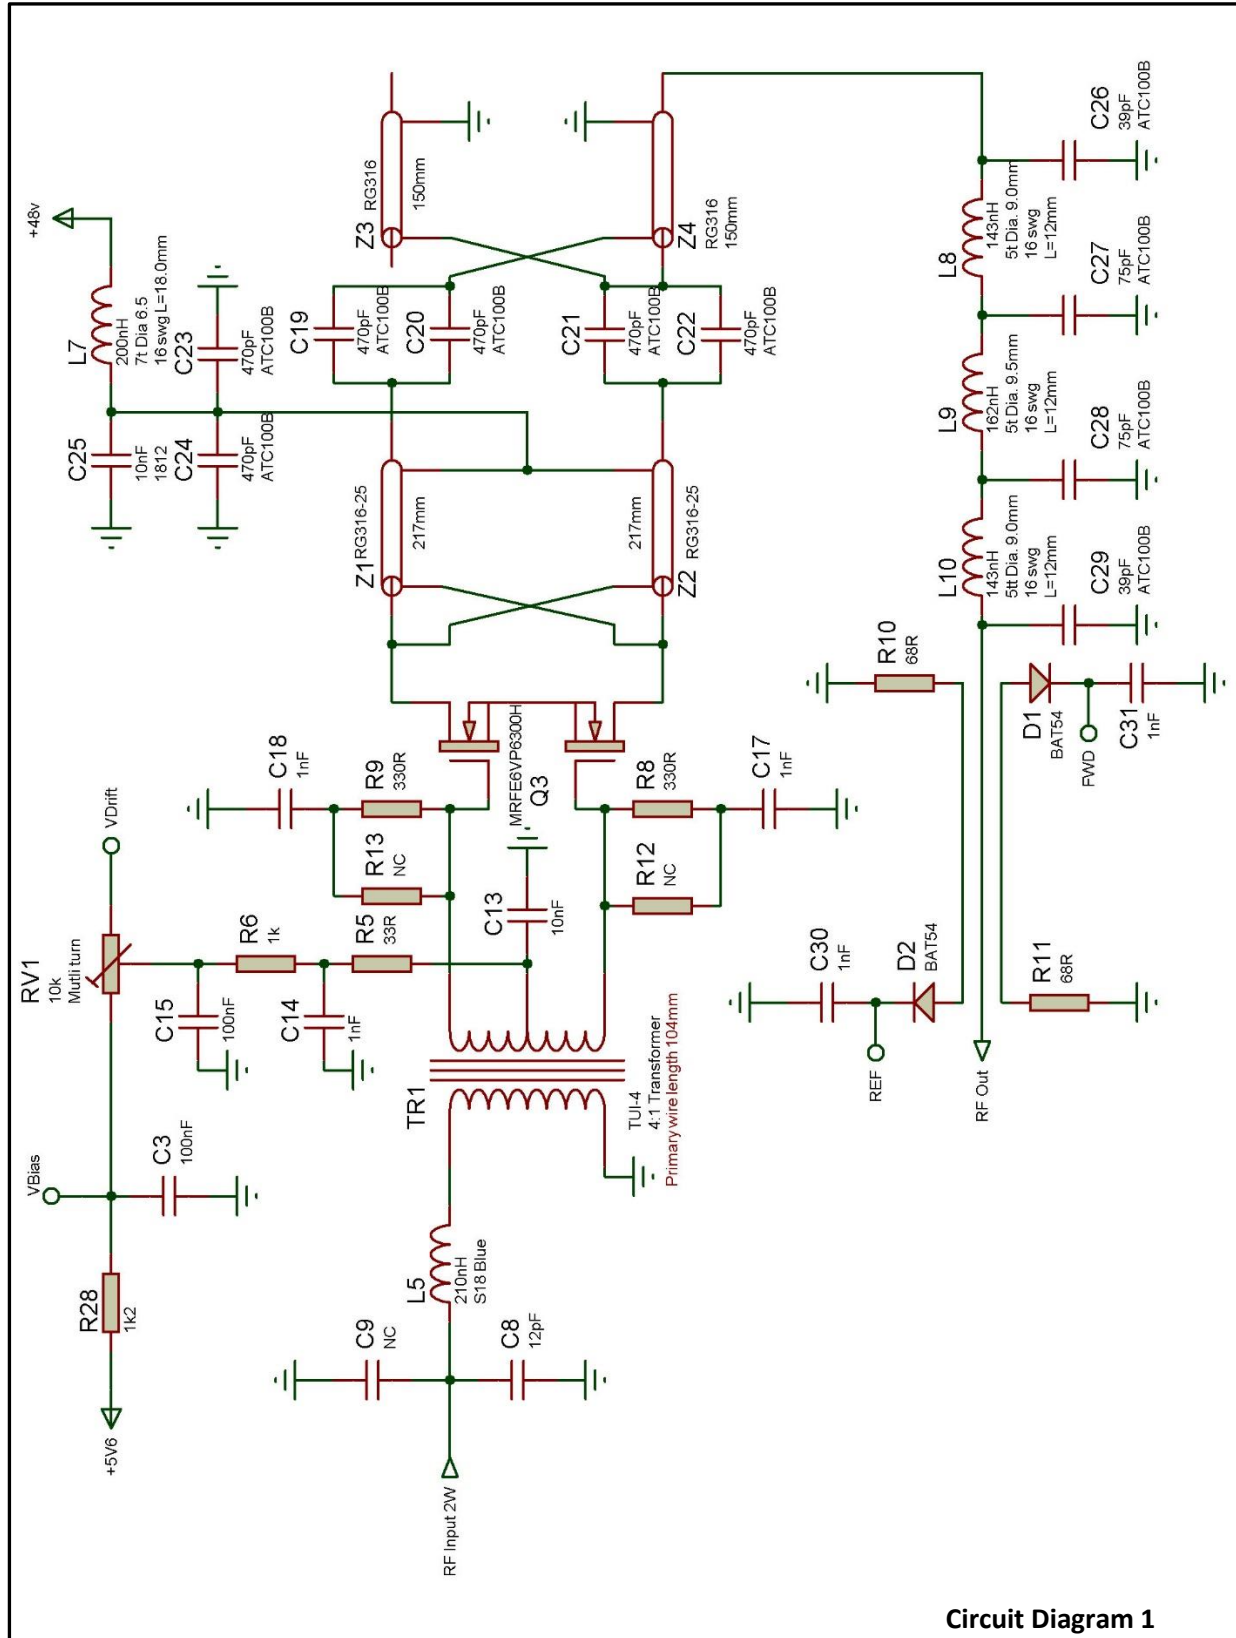 +48v
L7
200nH
7t Dia 6.5
16 swg L=18.0mm
C23
470pF
ATC100B
C25
10nF
1812
C24
470pF
ATC100B
Z3
RG316
150mm
Z4
RG316
150mm
C19
470pF
ATC100B
C20
470pF
ATC100B
C21
470pF
ATC100B
C22
470pF
ATC100B
Z1
RG316-25
217mm
Z2
RG316-25
217mm
C26
39pF
ATC100B
L8
143nH
5t Dia. 9.0mm
16 swg
L=12mm
C27
75pF
ATC100B
L9
162nH
5t Dia. 9.5mm
16 swg
L=12mm
C28
75pF
ATC100B
L10
143nH
5tt Dia. 9.0mm
16 swg
L=12mm
C29
39pF
ATC100B
R10
68R
D1
BAT54
FWD
C31
1nF
C30
1nF
D2
BAT54
REF
R11
68R
RF Out
MRFE6VP6300H
Q3
C18
1nF
R9
330R
R13
NC
R8
330R
C17
1nF
R12
NC
C13
10nF
VDrift
RV1
10k
Mutli turn
R6
1k
R5
33R
C15
100nF
C14
1nF
TR1
TUI-4
4:1 Transformer
Primary wire length 104mm
VBias
C3
100nF
R28
1k2
+5V6
L5
210nH
S18 Blue
C9
NC
C8
12pF
RF Input 2W
Circuit Diagram 1